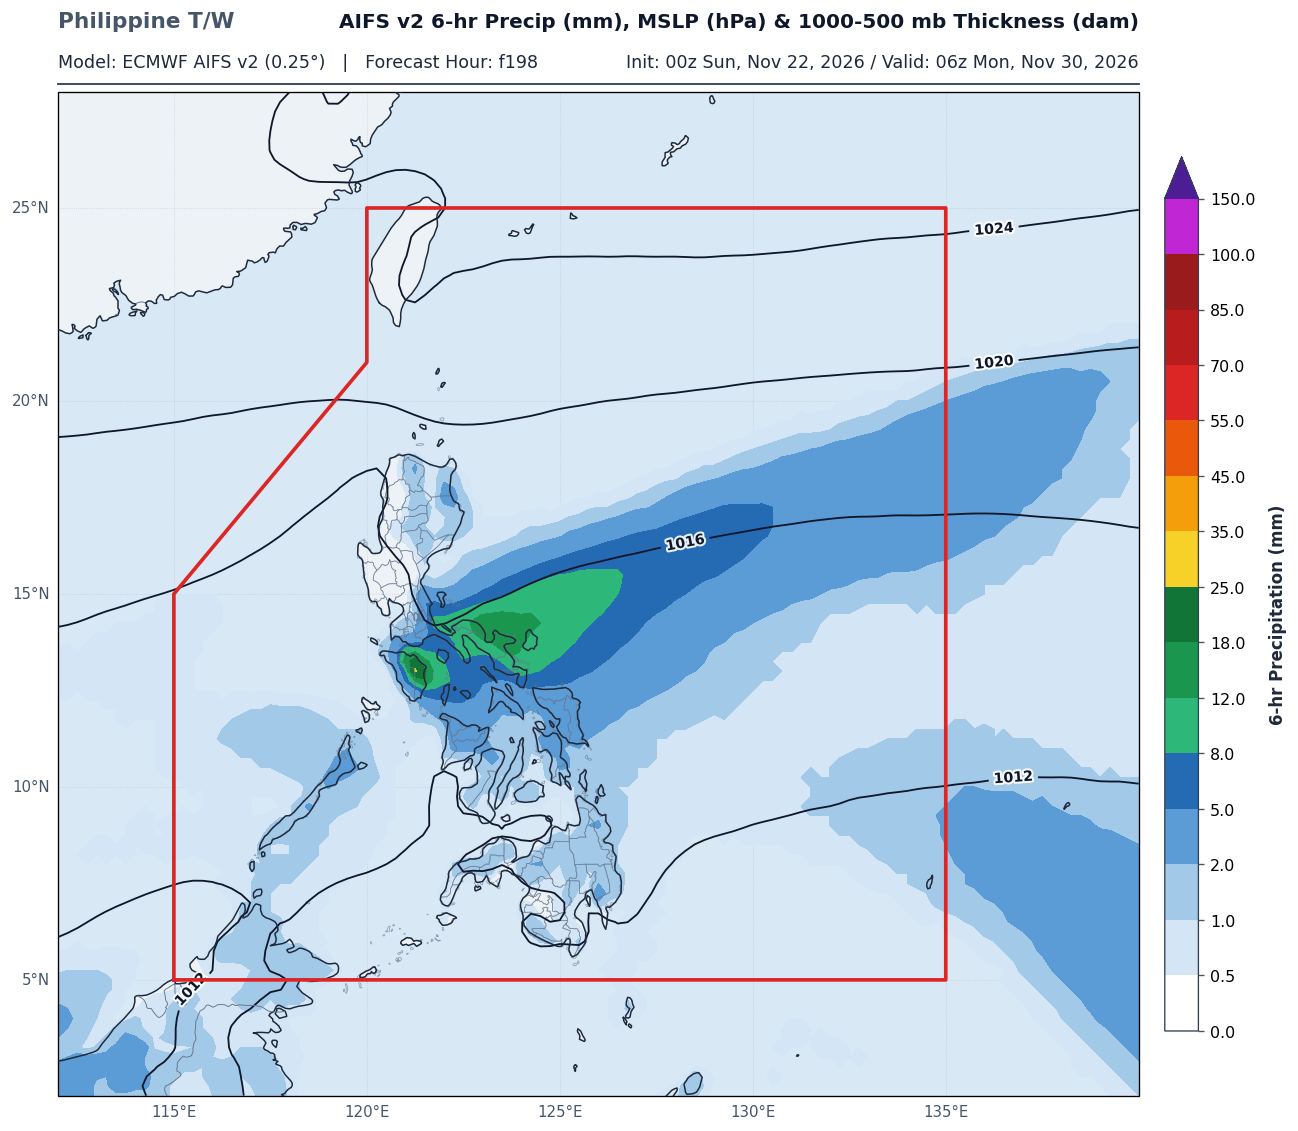 Philippine T/W
AIFS v2 6-hr Precip (mm), MSLP (hPa) & 1000-500 mb Thickness (dam)
Model: ECMWF AIFS v2 (0.25°)   |   Forecast Hour: f198
Init: 00z Sun, Nov 22, 2026 / Valid: 06z Mon, Nov 30, 2026
25°N
20°N
15°N
10°N
5°N
115°E
120°E
125°E
130°E
135°E
1024
1020
1016
1012
1012
150.0
100.0
85.0
70.0
55.0
45.0
35.0
25.0
18.0
12.0
8.0
5.0
2.0
1.0
0.5
0.0
6-hr Precipitation (mm)